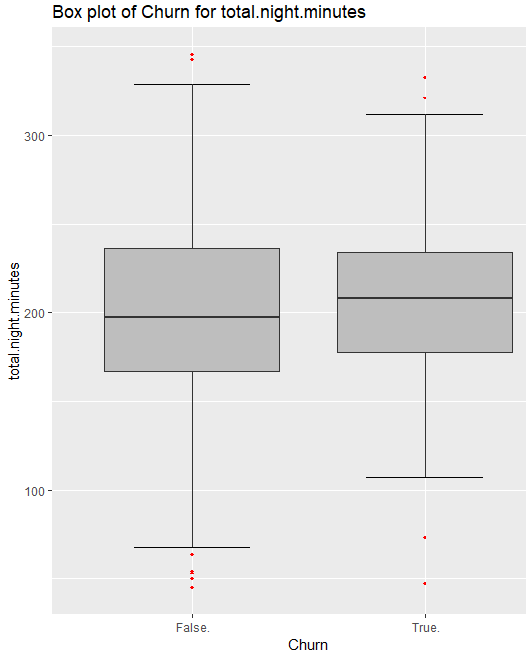 Box plot of Churn for total.night.minutes
total.night.minutes
300
200
100
False.
True.
Churn